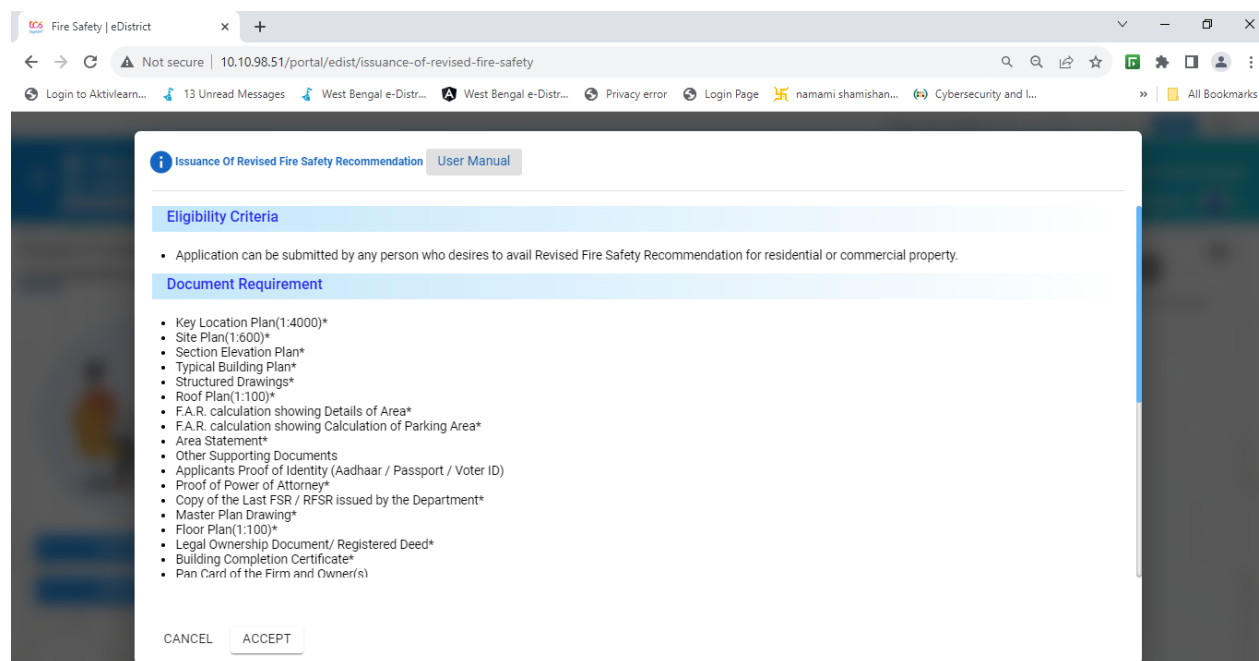 Fire Safety | eDistrict
Not secure | 10.10.98.51/portal/edist/issuance-of-revised-fire-safety
Login to Aktivlearn... 13 Unread Messages West Bengal e-Distr... West Bengal e-Distr... Privacy error Login Page namami shamishan... Cybersecurity and I... » All Bookmarks
Issuance Of Revised Fire Safety Recommendation User Manual
Eligibility Criteria
• Application can be submitted by any person who desires to avail Revised Fire Safety Recommendation for residential or commercial property.
Document Requirement
• Key Location Plan(1:4000)*
• Site Plan(1:600)*
• Section Elevation Plan*
• Typical Building Plan*
• Structured Drawings*
• Roof Plan(1:100)*
• F.A.R. calculation showing Details of Area*
• F.A.R. calculation showing Calculation of Parking Area*
• Area Statement*
• Other Supporting Documents
• Applicants Proof of Identity (Aadhaar / Passport / Voter ID)
• Proof of Power of Attorney*
• Copy of the Last FSR / RFSR issued by the Department*
• Master Plan Drawing*
• Floor Plan(1:100)*
• Legal Ownership Document/ Registered Deed*
• Building Completion Certificate*
• Pan Card of the Firm and Owner(s)
CANCEL ACCEPT